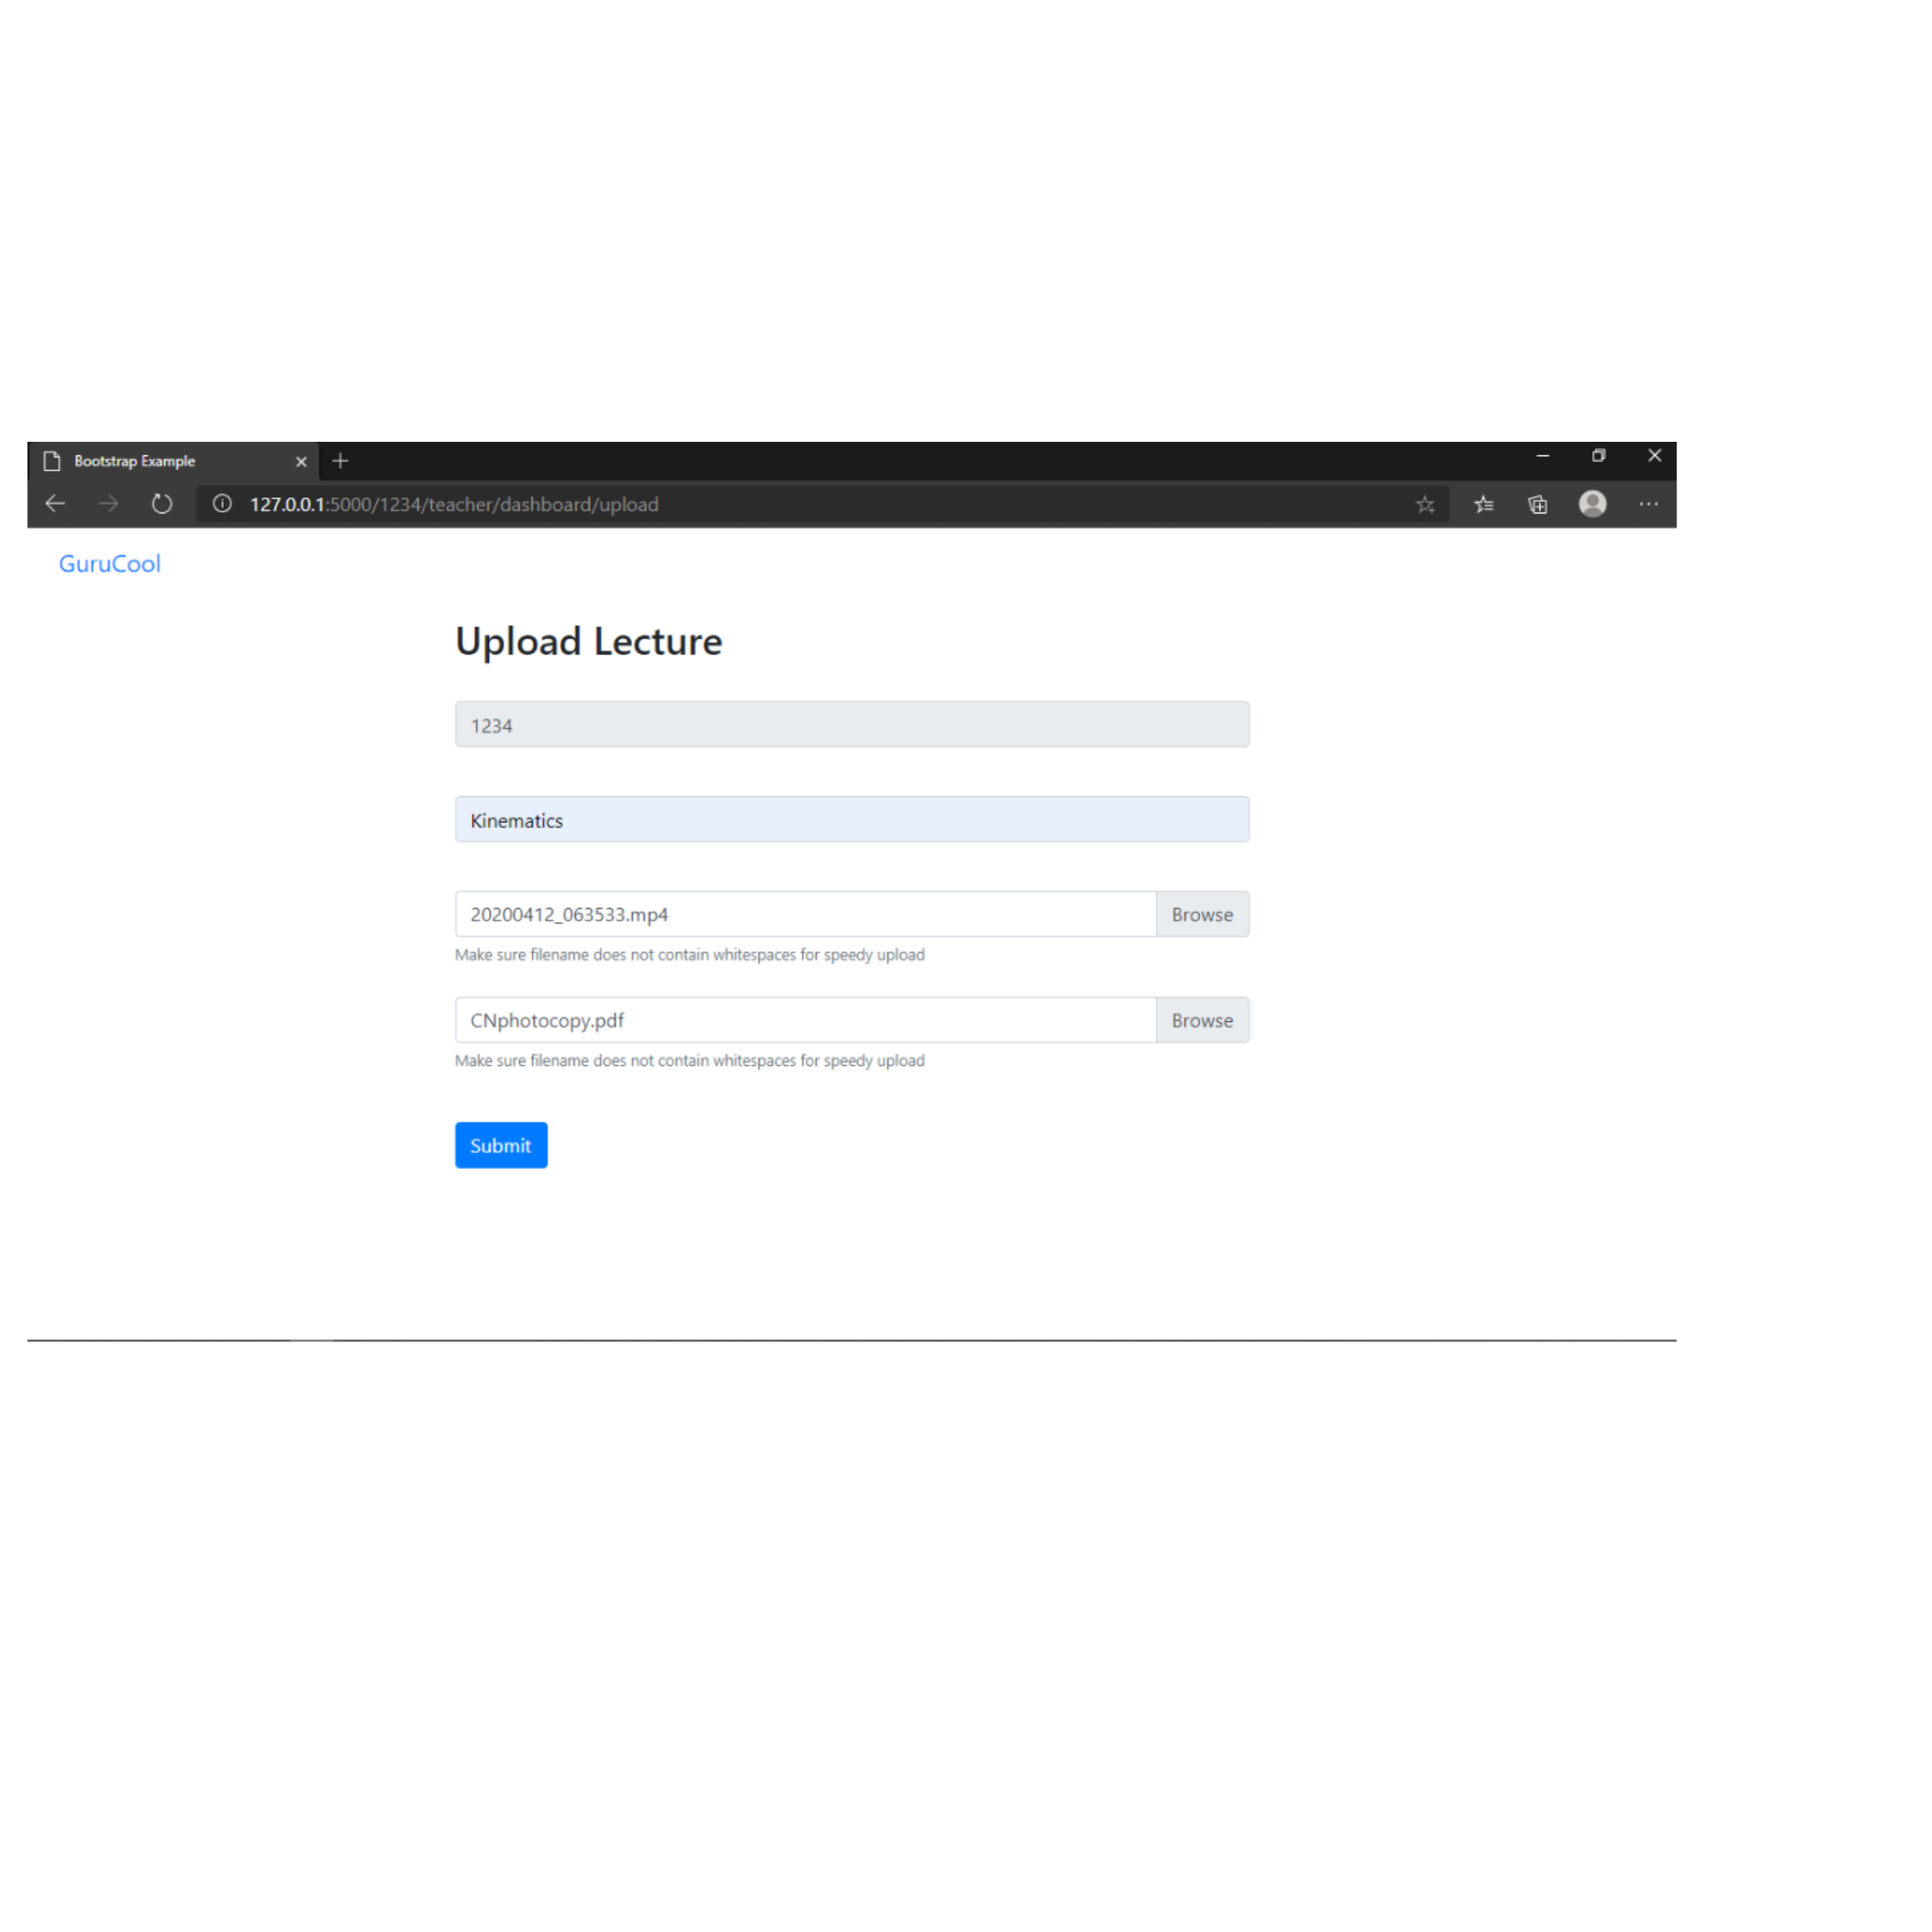 Bootstrap Example
127.0.0.1:5000/1234/teacher/dashboard/upload
GuruCool
Upload Lecture
1234
Kinematics
20200412_063533.mp4 Browse
Make sure filename does not contain whitespaces for speedy upload
CNphotocopy.pdf Browse
Make sure filename does not contain whitespaces for speedy upload
Submit